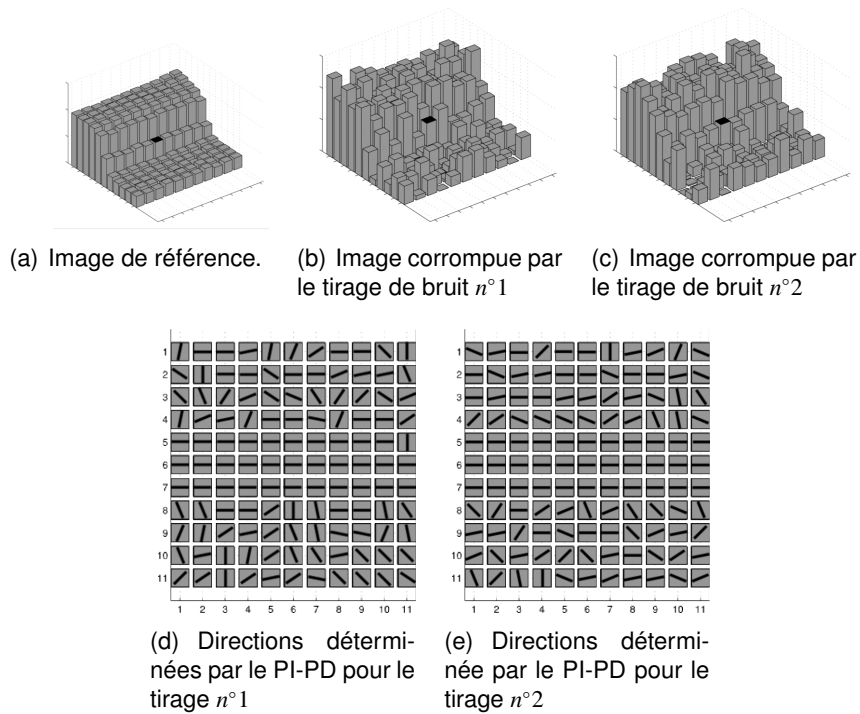 (a) Image de référence.
(b) Image corrompue par
le tirage de bruit n°1
(c) Image corrompue par
le tirage de bruit n°2
1
2
3
4
5
6
7
8
9
10
11
1 2 3 4 5 6 7 8 9 10 11
1
2
3
4
5
6
7
8
9
10
11
1 2 3 4 5 6 7 8 9 10 11
(d) Directions détermi-
nées par le PI-PD pour le
tirage n°1
(e) Directions détermi-
née par le PI-PD pour le
tirage n°2